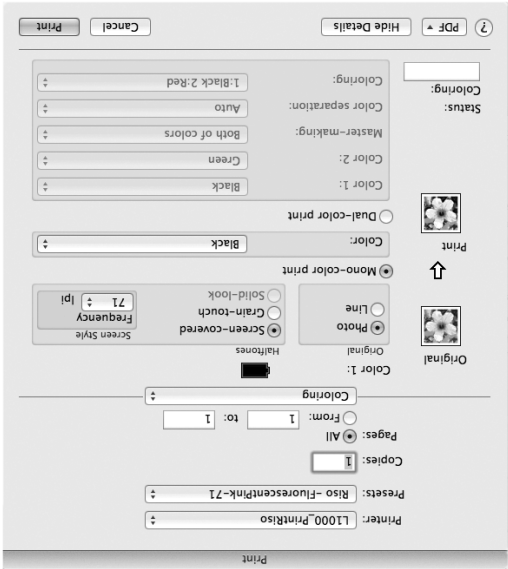 Print
Printer: L1000_PrintRiso
Presets: Riso -FluorescentPink-71
Copies: 1
Pages: All
From: 1 to: 1
Coloring
Color 1:
Original
Original
Photo
Line
Halftones
Screen-covered
Grain-touch
Solid-look
Screen Style
Frequency
71 lpi
Print
Mono-color print
Color: Black
Dual-color print
Color 1: Black
Color 2: Green
Master-making: Both of colors
Color separation: Auto
Coloring: 1:Black 2:Red
Status:
Coloring:
? PDF Hide Details Cancel Print